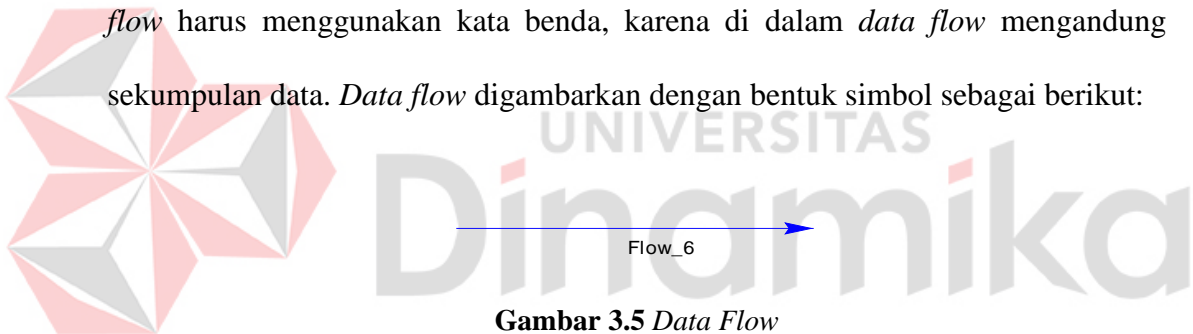 flow harus menggunakan kata benda, karena di dalam data flow mengandung
sekumpulan data. Data flow digambarkan dengan bentuk simbol sebagai berikut:
UNIVERSITAS
Dinamika
Flow_6
Gambar 3.5 Data Flow